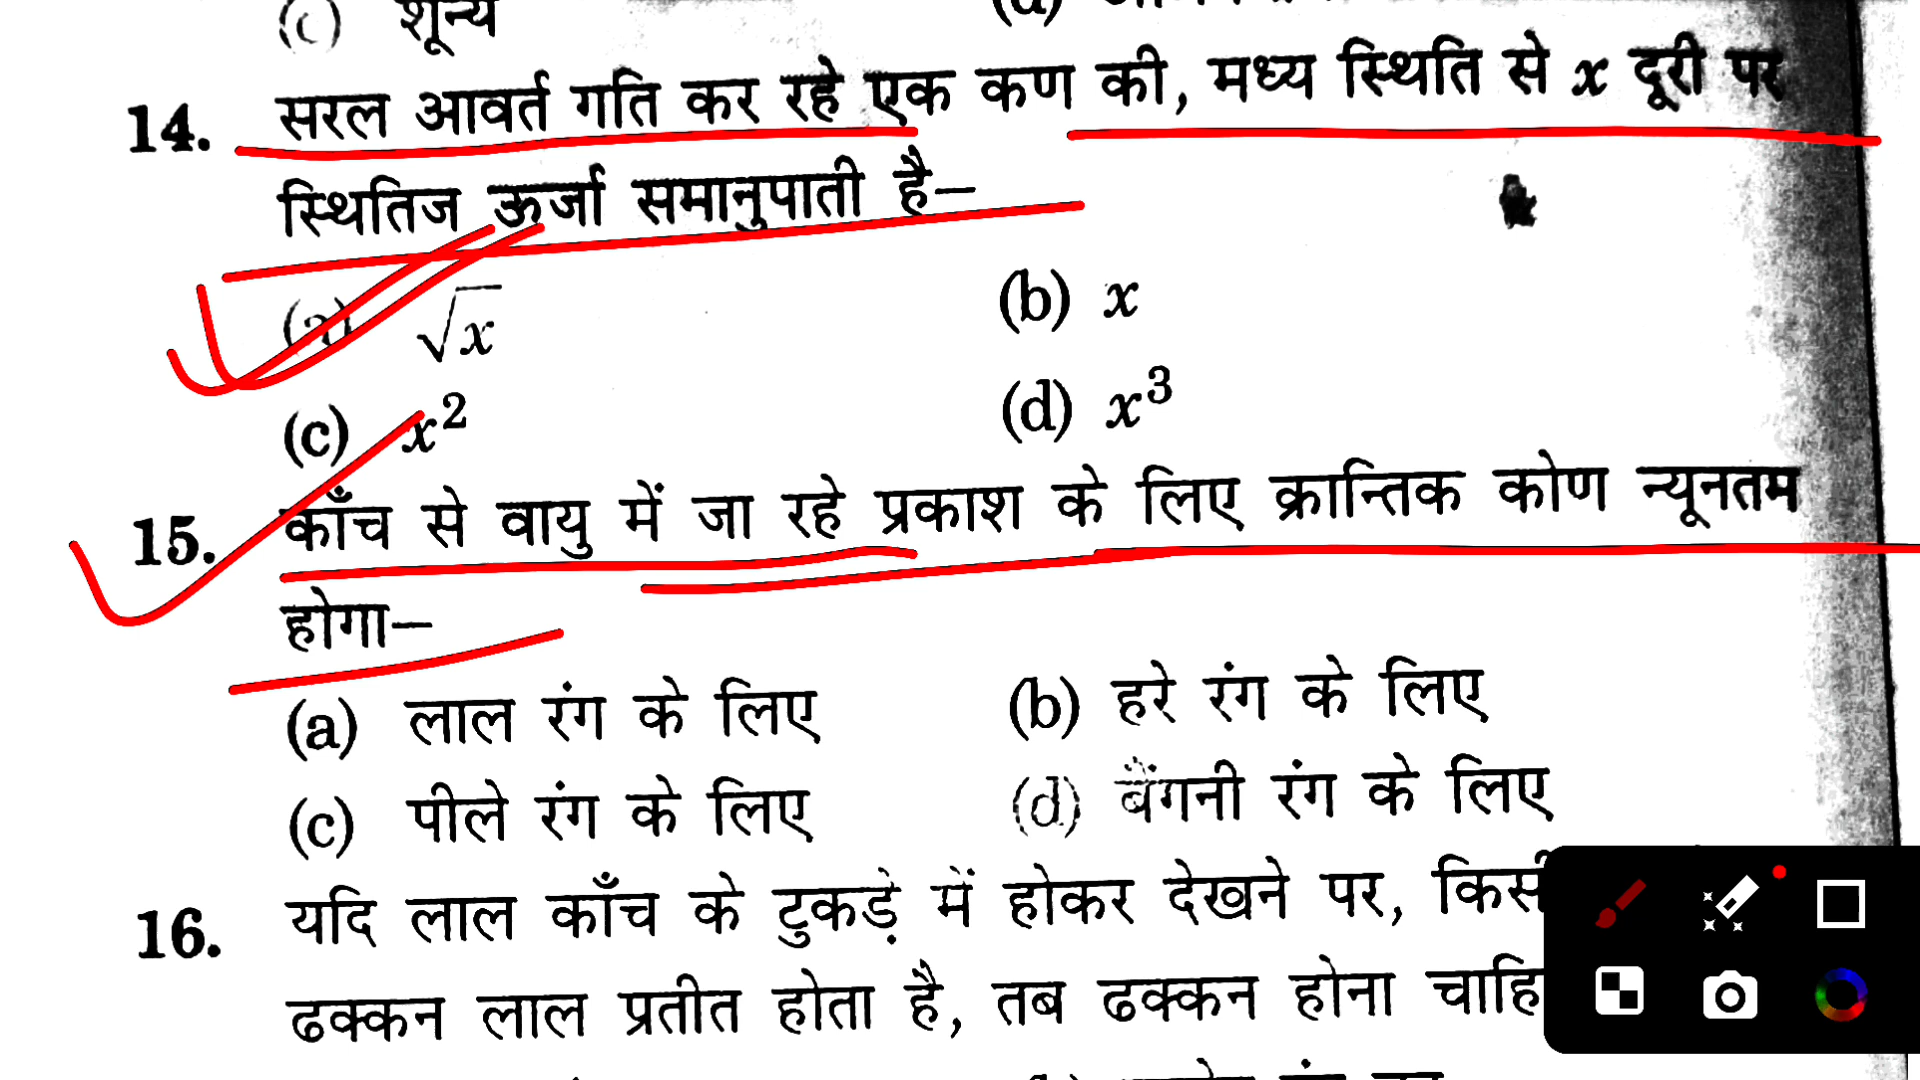 (c) शून्य (d)
14. सरल आवर्त गति कर रहे एक कण की, मध्य स्थिति से x दूरी पर
स्थितिज ऊर्जा समानुपाती है–
(a) √x (b) x
(c) x² (d) x³
15. काँच से वायु में जा रहे प्रकाश के लिए क्रान्तिक कोण न्यूनतम
होगा–
(a) लाल रंग के लिए (b) हरे रंग के लिए
(c) पीले रंग के लिए (d) बैंगनी रंग के लिए
16. यदि लाल काँच के टुकड़े में होकर देखने पर, किसी
ढक्कन लाल प्रतीत होता है, तब ढक्कन होना